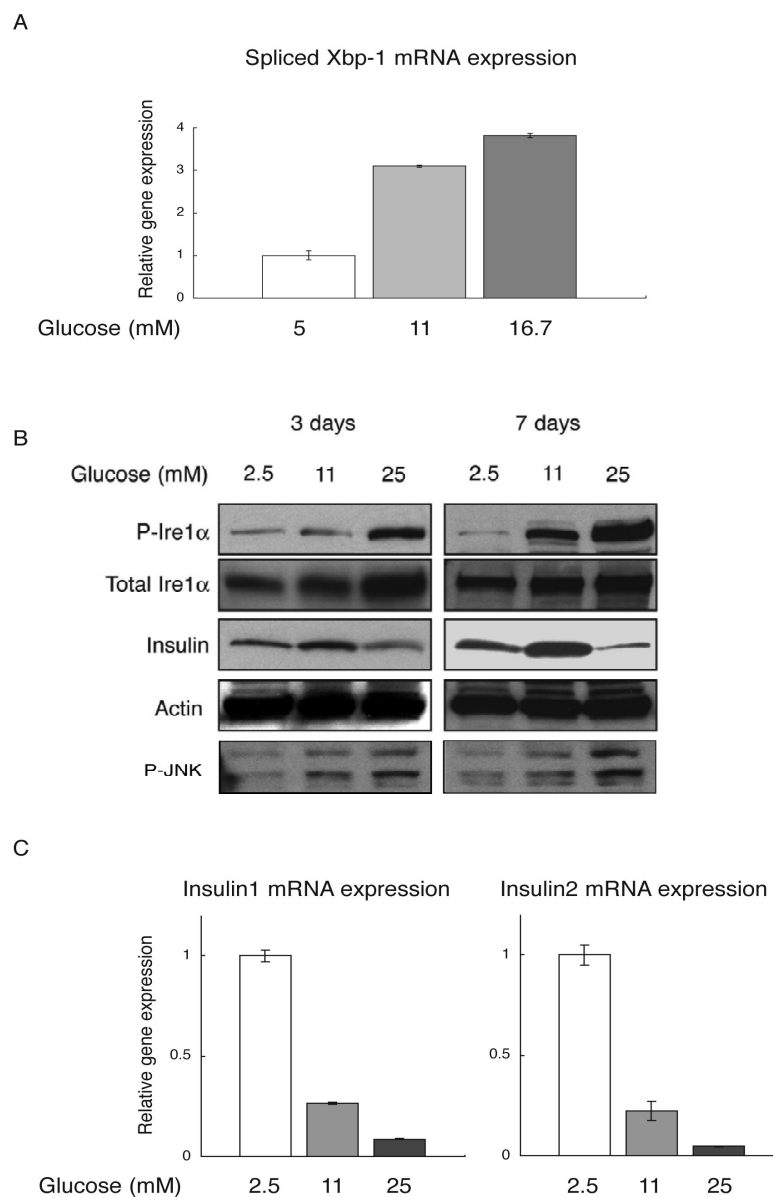 A
Spliced Xbp-1 mRNA expression
Relative gene expression
4
3
2
1
0
Glucose (mM) 5 11 16.7
B
3 days 7 days
Glucose (mM) 2.5 11 25 2.5 11 25
P-Ire1α
Total Ire1α
Insulin
Actin
P-JNK
C
Insulin1 mRNA expression Insulin2 mRNA expression
Relative gene expression
1 1
0.5 0.5
0 0
Glucose (mM) 2.5 11 25 2.5 11 25